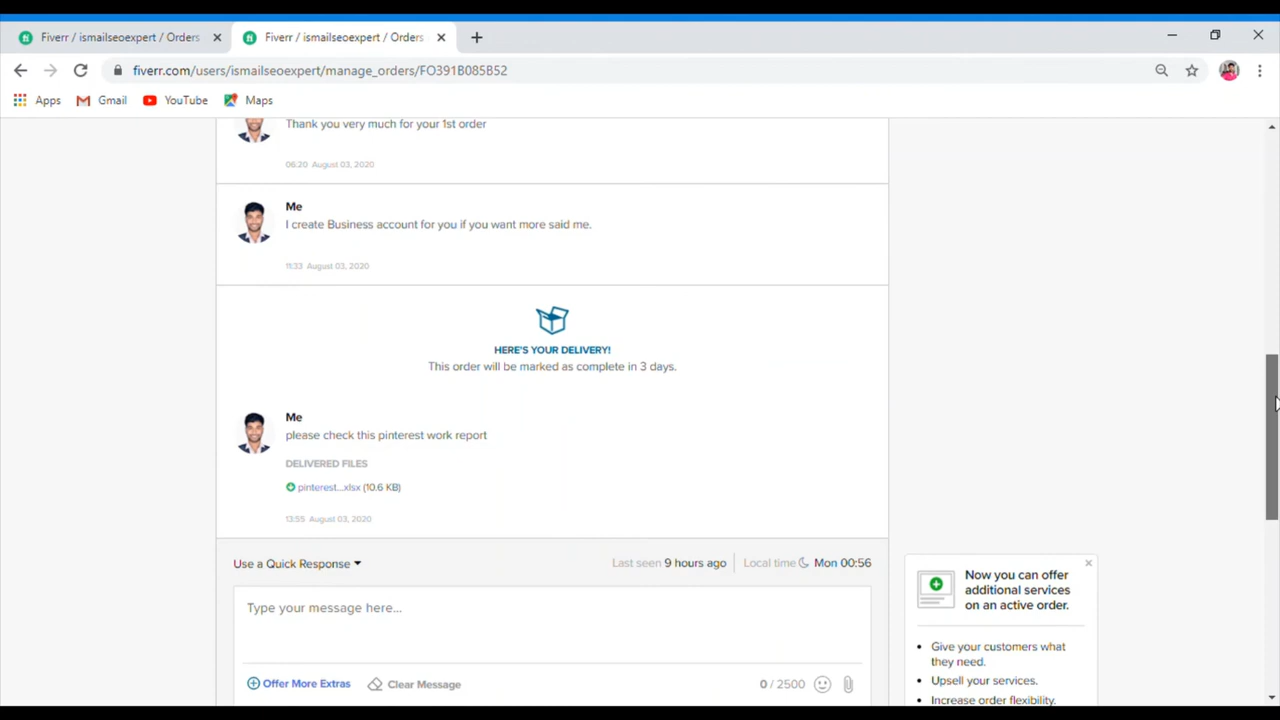 Fiverr / ismailseoexpert / Orders
Fiverr / ismailseoexpert / Orders
fiverr.com/users/ismailseoexpert/manage_orders/FO391B085B52
Apps
Gmail
YouTube
Maps
Thank you very much for your 1st order
06:20 August 03, 2020
Me
I create Business account for you if you want more said me.
11:33 August 03, 2020
HERE'S YOUR DELIVERY!
This order will be marked as complete in 3 days.
Me
please check this pinterest work report
DELIVERED FILES
pinterest...xlsx (10.6 KB)
13:55 August 03, 2020
Use a Quick Response
Last seen 9 hours ago
Local time Mon 00:56
Type your message here...
Offer More Extras
Clear Message
0 / 2500
Now you can offer
additional services
on an active order.
• Give your customers what
they need.
• Upsell your services.
• Increase order flexibility.